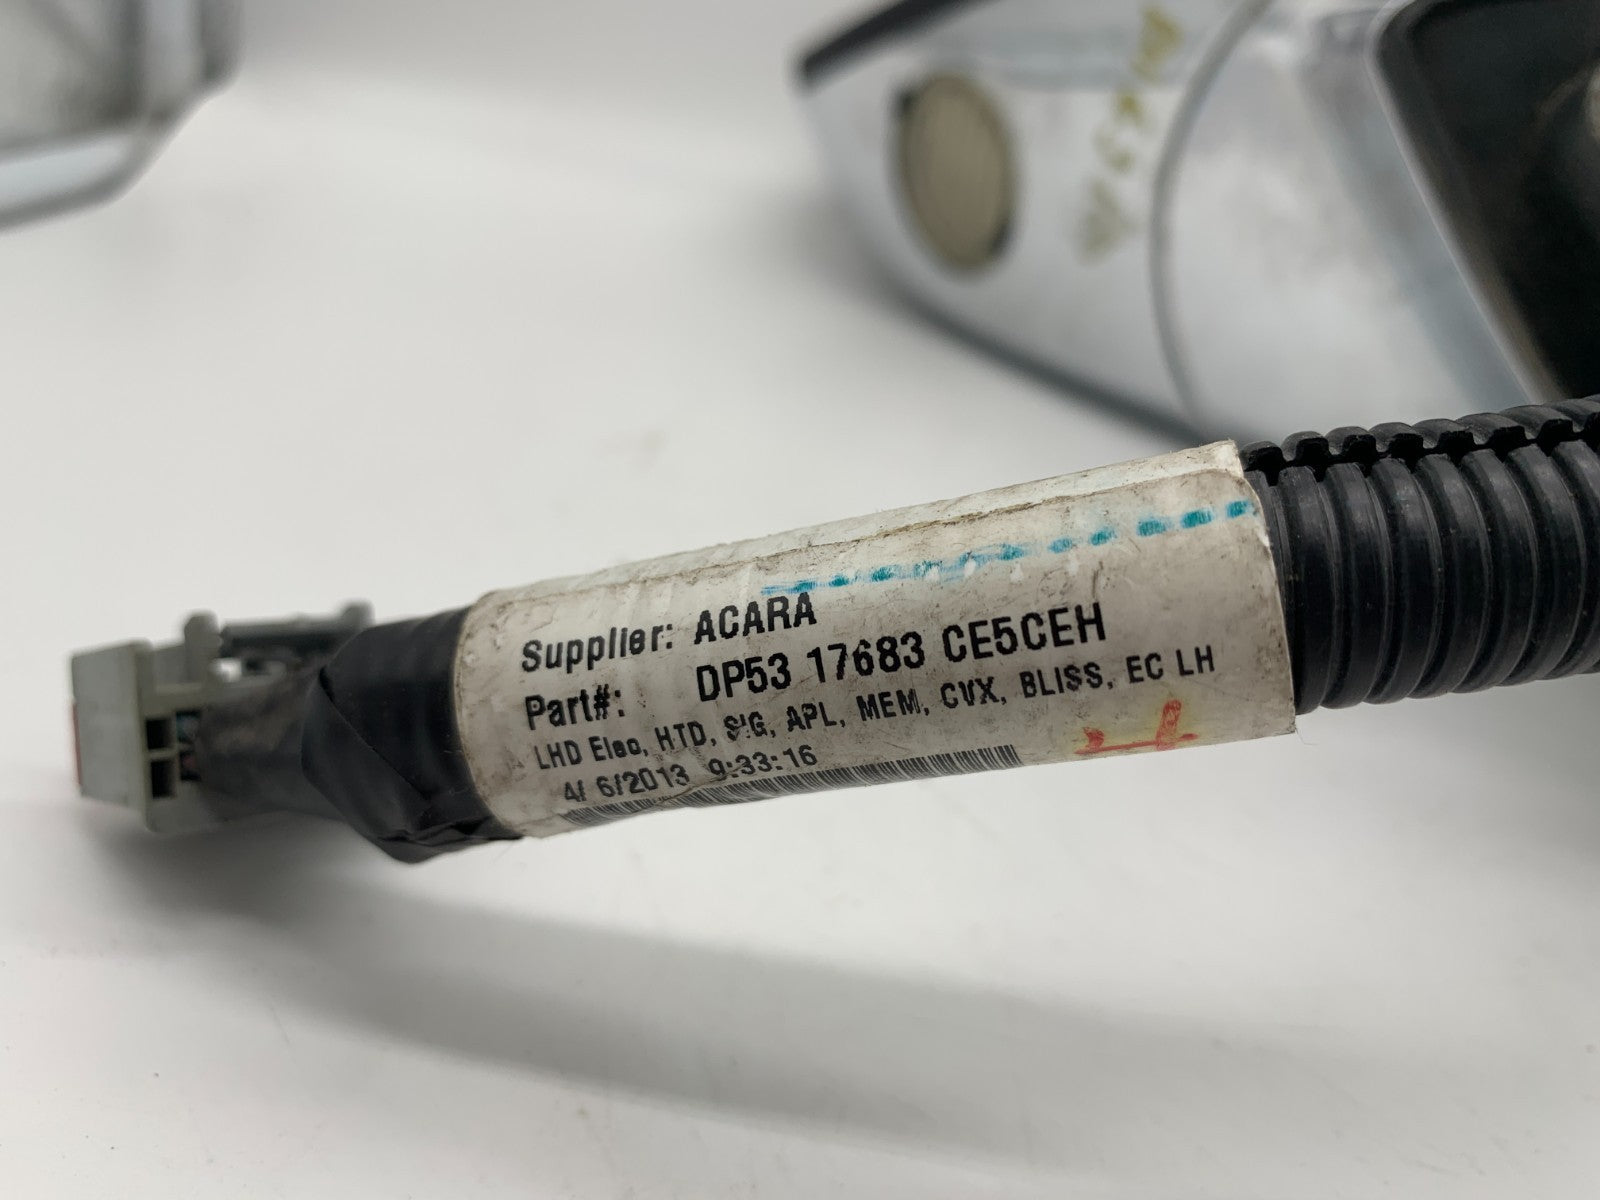 Supplier: ACARA
Part#: DP53 17683 CE5CEH
LHD Elec, HTD, SIG, APL, MEM, CVX, BLISS, EC LH
4/ 6/2013 9:33:16